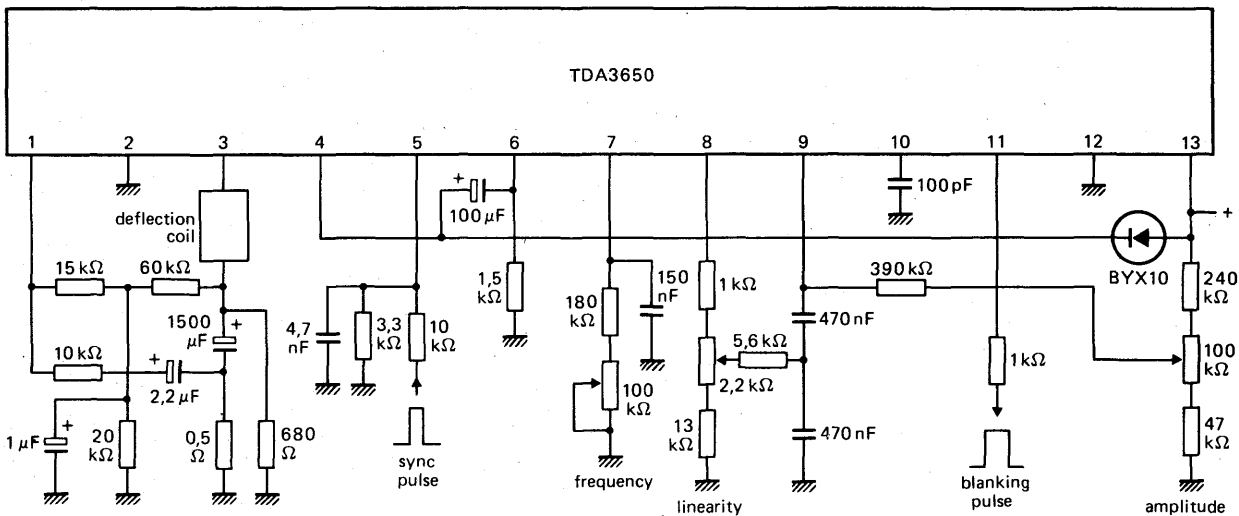 TDA3650
1 2 3 4 5 6 7 8 9 10 11 12 13
deflection
coil
+
100 μF
100 pF
+
BYX10
15 kΩ
60 kΩ
1,5
kΩ
150
nF
1 kΩ
390 kΩ
240
kΩ
1500
μF
+
4,7
nF
3,3
kΩ
10
kΩ
180
kΩ
470 nF
10 kΩ
+
2,2 μF
5,6 kΩ
2,2 kΩ
1 kΩ
100
kΩ
100
kΩ
1 μF
+
20
kΩ
0,5
Ω
680
Ω
13
kΩ
470 nF
47
kΩ
sync
pulse
frequency
linearity
blanking
pulse
amplitude